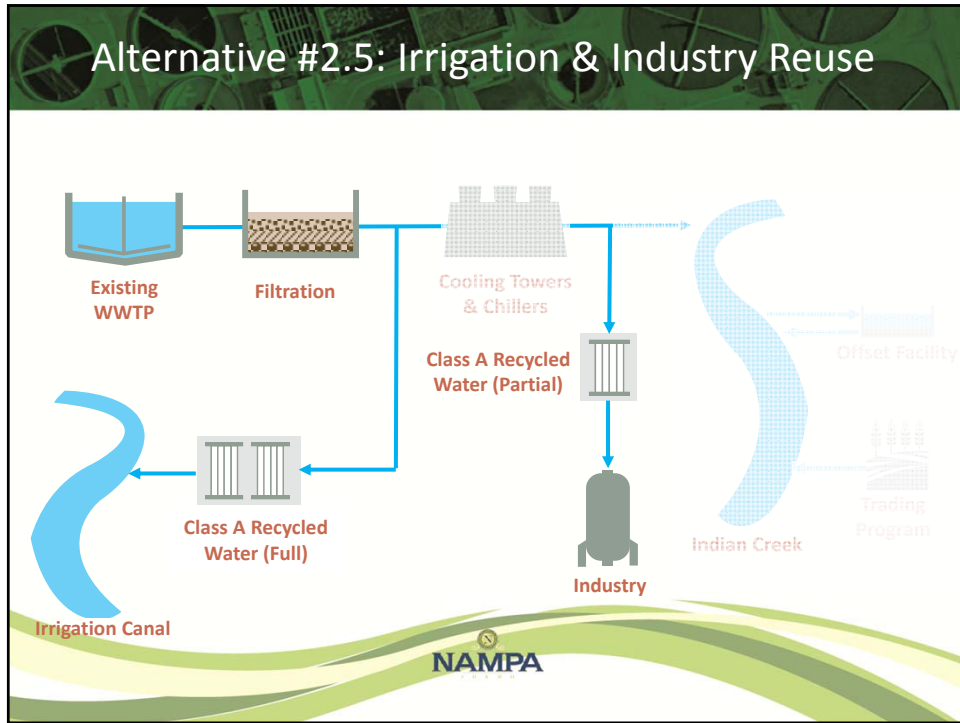 Alternative #2.5: Irrigation & Industry Reuse
Existing
WWTP
Filtration
Cooling Towers
& Chillers
Offset Facility
Class A Recycled
Water (Partial)
Trading
Program
Class A Recycled
Water (Full)
Indian Creek
Industry
Irrigation Canal
N
NAMPA
IDAHO